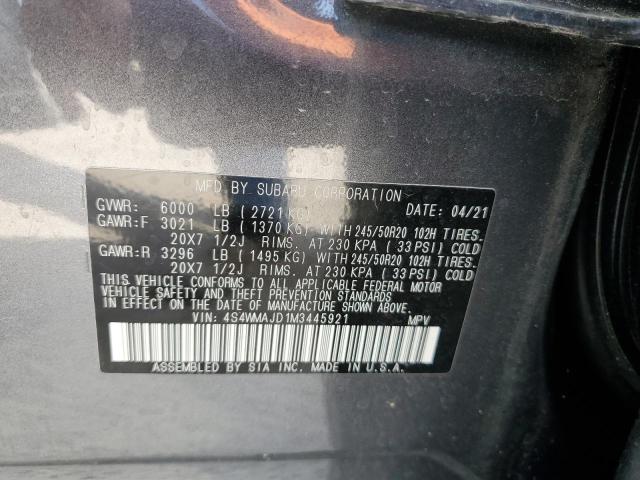 MFD BY SUBARU CORPORATION
GVWR: 6000 LB (2721KG) DATE: 04/21
GAWR:F 3021 LB (1370KG) WITH 245/50R20 102H TIRES.
20X7 1/2J RIMS. AT 230 KPA (33PSI) COLD
GAWR:R 3296 LB (1495KG) WITH 245/50R20 102H TIRES.
20X7 1/2J RIMS. AT 230 KPA (33PSI) COLD
THIS VEHICLE CONFORMS TO ALL APPLICABLE FEDERAL MOTOR
VEHICLE SAFETY AND THEFT PREVENTION STANDARDS
IN EFFECT ON THE DATE OF MANUFACTURE SHOWN ABOVE.
VIN: 4S4WMAJD1M3445921 MPV
ASSEMBLED BY SIA INC. MADE IN U.S.A.